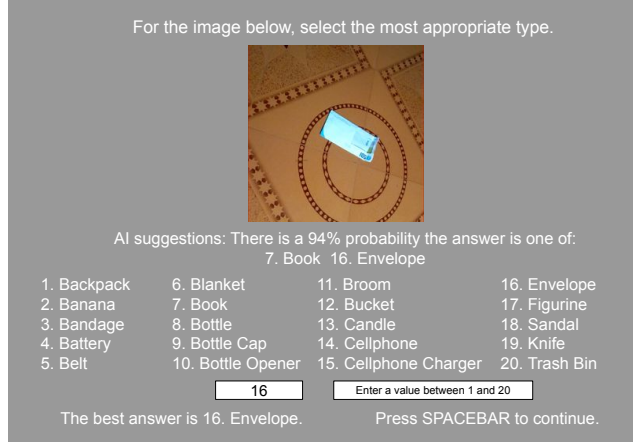 For the image below, select the most appropriate type.
AI suggestions: There is a 94% probability the answer is one of:
7. Book  16. Envelope
1. Backpack 6. Blanket 11. Broom 16. Envelope
2. Banana 7. Book 12. Bucket 17. Figurine
3. Bandage 8. Bottle 13. Candle 18. Sandal
4. Battery 9. Bottle Cap 14. Cellphone 19. Knife
5. Belt 10. Bottle Opener 15. Cellphone Charger 20. Trash Bin
16 Enter a value between 1 and 20
The best answer is 16. Envelope. Press SPACEBAR to continue.